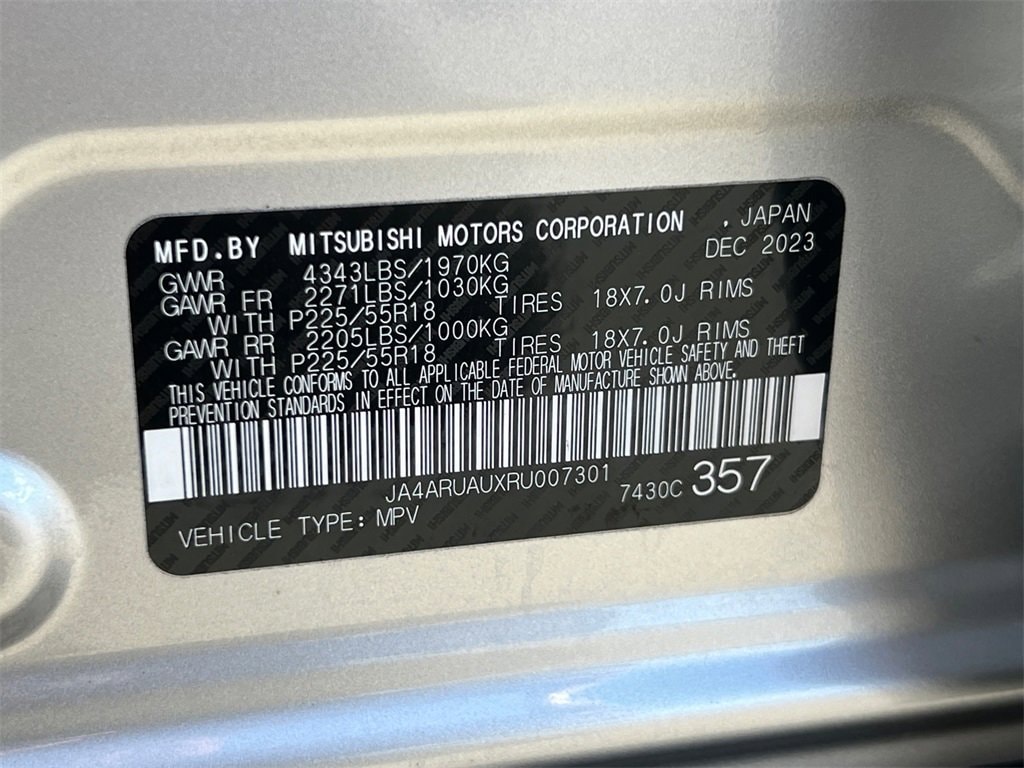 MFD.BY MITSUBISHI MOTORS CORPORATION . JAPAN
GWWR 4343LBS/1970KG DEC 2023
GAWR FR 2271LBS/1030KG
WITH P225/55R18 TIRES 18X7.0J RIMS
GAWR RR 2205LBS/1000KG
WITH P225/55R18 TIRES 18X7.0J RIMS
THIS VEHICLE CONFORMS TO ALL APPLICABLE FEDERAL MOTOR VEHICLE SAFETY AND THEFT
PREVENTION STANDARDS IN EFFECT ON THE DATE OF MANUFACTURE SHOWN ABOVE.
JA4ARUAUXRU007301 7430C 357
VEHICLE TYPE: MPV